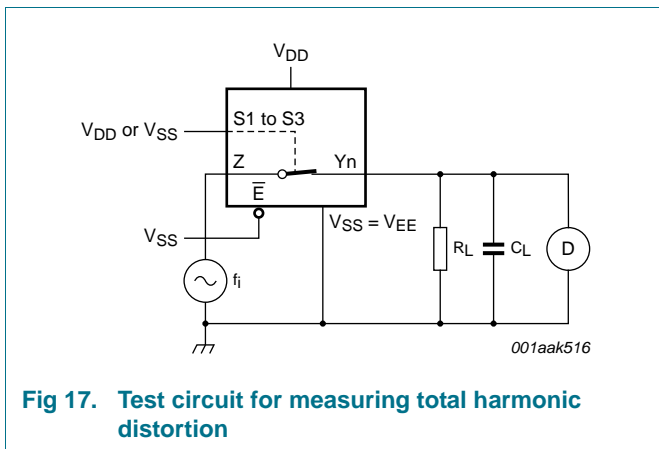 VDD
VDD or VSS
S1 to S3
Z
Yn
E
VSS
VSS = VEE
RL
CL
D
fi
001aak516
Fig 17. Test circuit for measuring total harmonic
distortion